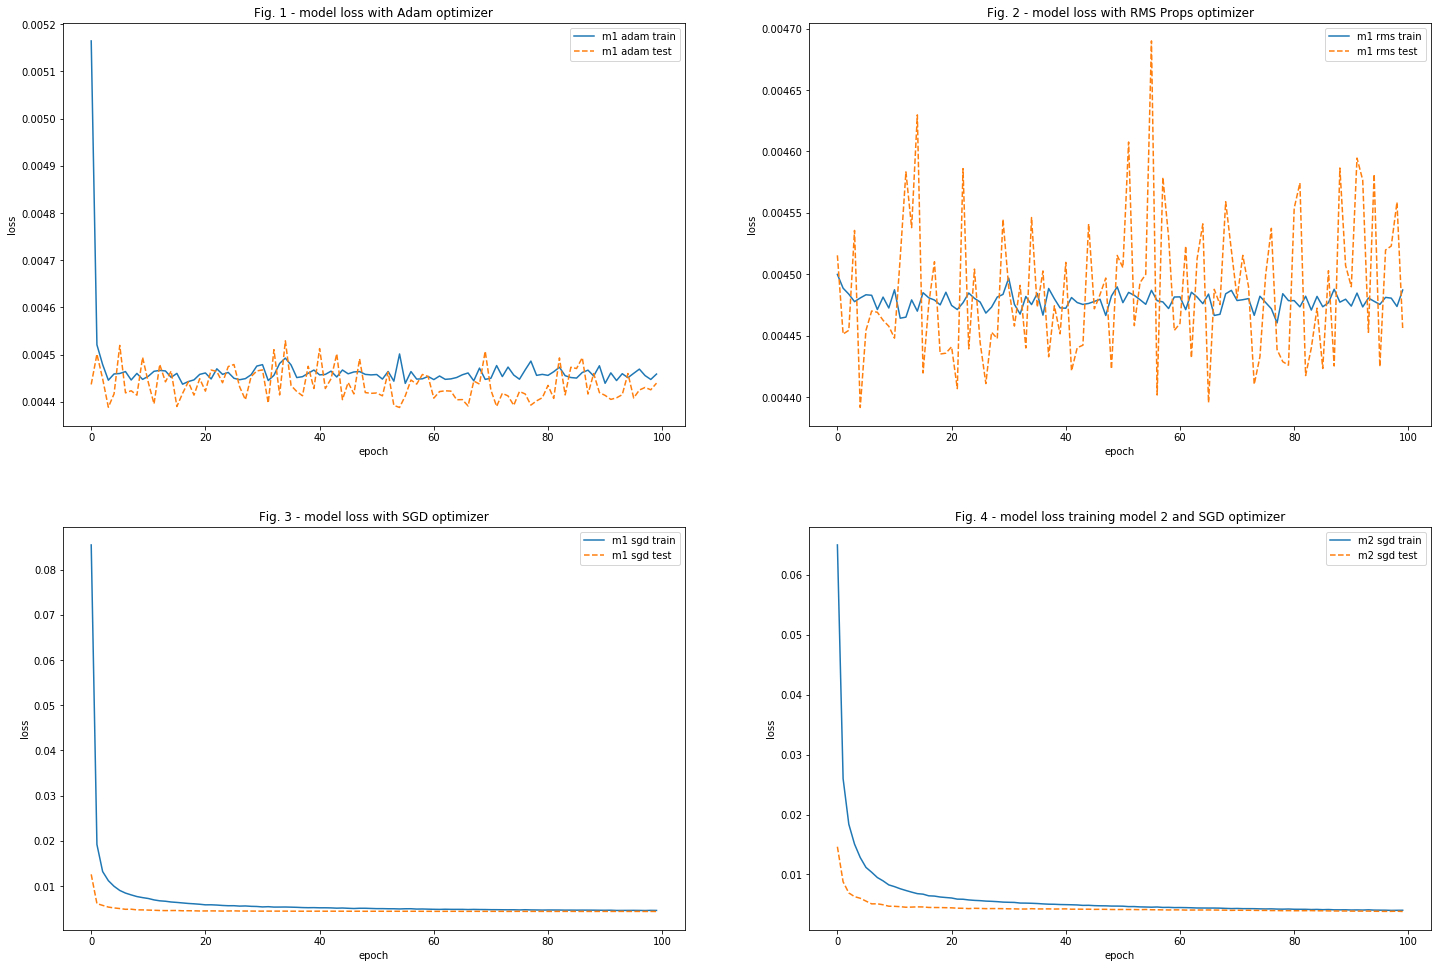 Fig. 1 - model loss with Adam optimizer
m1 adam train
m1 adam test
0.0052
0.0051
0.0050
0.0049
0.0048
0.0047
0.0046
0.0045
0.0044
loss
0 20 40 60 80 100
epoch
Fig. 2 - model loss with RMS Props optimizer
m1 rms train
m1 rms test
0.00470
0.00465
0.00460
0.00455
0.00450
0.00445
0.00440
loss
0 20 40 60 80 100
epoch
Fig. 3 - model loss with SGD optimizer
m1 sgd train
m1 sgd test
0.08
0.07
0.06
0.05
0.04
0.03
0.02
0.01
loss
0 20 40 60 80 100
epoch
Fig. 4 - model loss training model 2 and SGD optimizer
m2 sgd train
m2 sgd test
0.06
0.05
0.04
0.03
0.02
0.01
loss
0 20 40 60 80 100
epoch